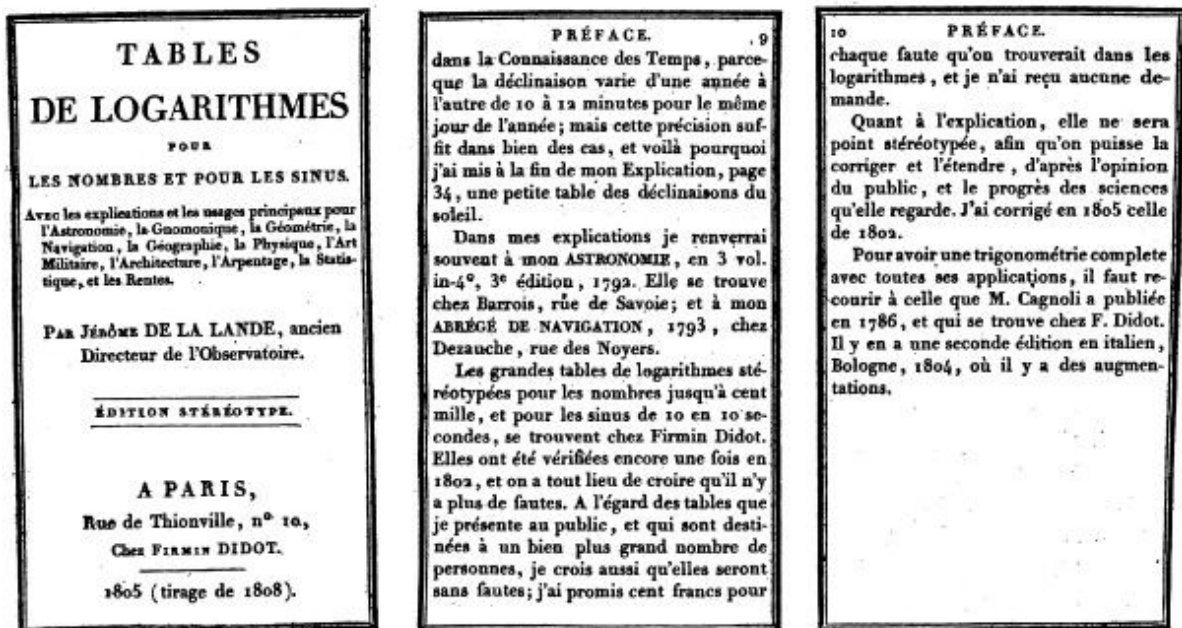 TABLES
DE LOGARITHMES
POUR
LES NOMBRES ET POUR LES SINUS.
Avec les explications et les usages principaux pour
l'Astronomie, la Gnomonique, la Géométrie, la
Navigation, la Géographie, la Physique, l'Art
Militaire, l'Architecture, l'Arpentage, la Statis-
tique, et les Rentes.
PAR JÉRÔME DE LA LANDE, ancien
Directeur de l'Observatoire.
ÉDITION STÉRÉOTYPE.
A PARIS,
Rue de Thionville, nº 10,
Chez FIRMIN DIDOT.
1805 (tirage de 1808).
PRÉFACE. 9
dans la Connaissance des Temps, parce-
que la déclinaison varie d'une année à
l'autre de 10 à 12 minutes pour le même
jour de l'année; mais cette précision suf-
fit dans bien des cas, et voilà pourquoi
j'ai mis à la fin de mon Explication, page
34, une petite table des déclinaisons du
soleil.
Dans mes explications je renverrai
souvent à mon ASTRONOMIE, en 3 vol.
in-4º, 3e édition, 1792. Elle se trouve
chez Barrois, rue de Savoie; et à mon
ABRÉGÉ DE NAVIGATION, 1793, chez
Dezauche, rue des Noyers.
Les grandes tables de logarithmes sté-
réotypées pour les nombres jusqu'à cent
mille, et pour les sinus de 10 en 10 se-
condes, se trouvent chez Firmin Didot.
Elles ont été vérifiées encore une fois en
1802, et on a tout lieu de croire qu'il n'y
a plus de fautes. A l'égard des tables que
je présente au public, et qui sont desti-
nées à un bien plus grand nombre de
personnes, je crois aussi qu'elles seront
sans fautes; j'ai promis cent francs pour
10 PRÉFACE.
chaque faute qu'on trouverait dans les
logarithmes, et je n'ai reçu aucune de-
mande.
Quant à l'explication, elle ne sera
point stéréotypée, afin qu'on puisse la
corriger et l'étendre, d'après l'opinion
du public, et le progrès des sciences
qu'elle regarde. J'ai corrigé en 1805 celle
de 1802.
Pour avoir une trigonométrie complete
avec toutes ses applications, il faut re-
courir à celle que M. Cagnoli a publiée
en 1786, et qui se trouve chez F. Didot.
Il y en a une seconde édition en italien,
Bologne, 1804, où il y a des augmen-
tations.